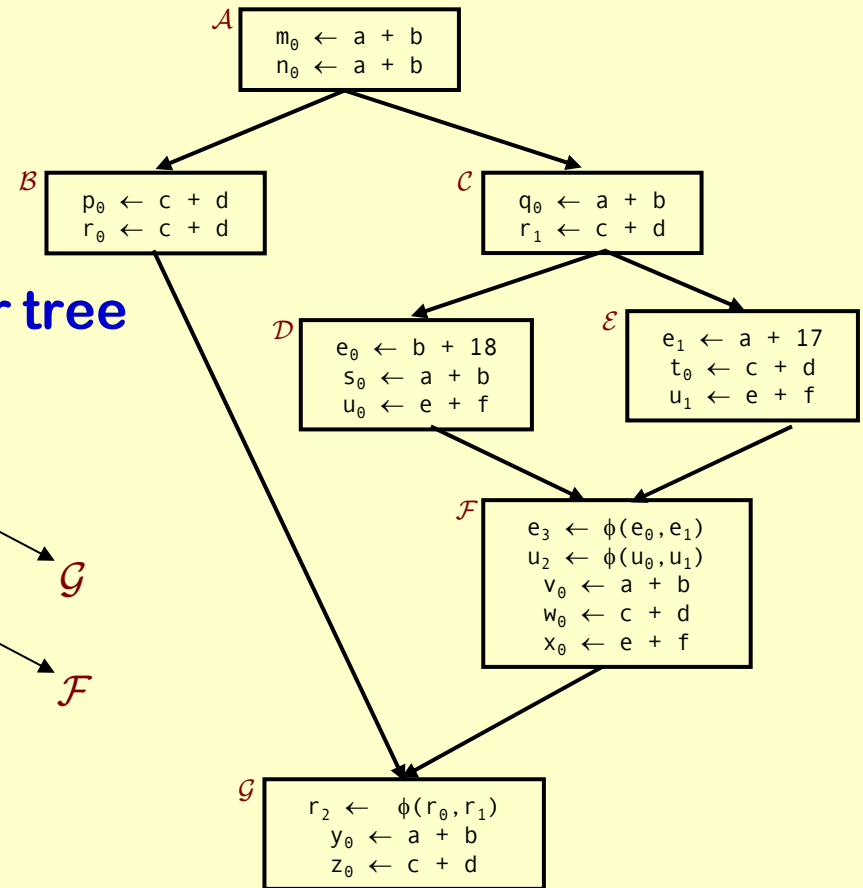 A
m₀ ← a + b
n₀ ← a + b
B
p₀ ← c + d
r₀ ← c + d
C
q₀ ← a + b
r₁ ← c + d
tree
D
e₀ ← b + 18
s₀ ← a + b
u₀ ← e + f
E
e₁ ← a + 17
t₀ ← c + d
u₁ ← e + f
F
e₃ ← ϕ(e₀,e₁)
u₂ ← ϕ(u₀,u₁)
v₀ ← a + b
w₀ ← c + d
x₀ ← e + f
G
F
G
r₂ ← ϕ(r₀,r₁)
y₀ ← a + b
z₀ ← c + d